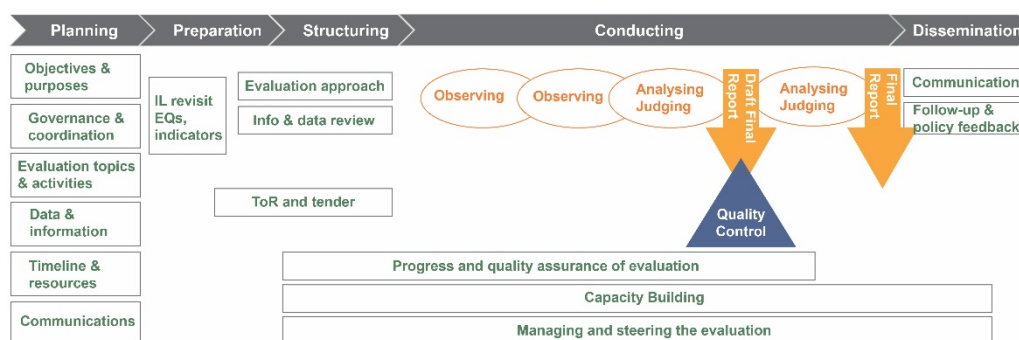 Planning
Preparation
Structuring
Conducting
Dissemination
Objectives &
purposes
Governance &
coordination
Evaluation topics
& activities
Data &
information
Timeline &
resources
Communications
IL revisit
EQs,
indicators
Evaluation approach
Info & data review
ToR and tender
Observing
Observing
Analysing
Judging
Draft Final
Report
Analysing
Judging
Final
Report
Quality
Control
Communication
Follow-up &
policy feedback
Progress and quality assurance of evaluation
Capacity Building
Managing and steering the evaluation